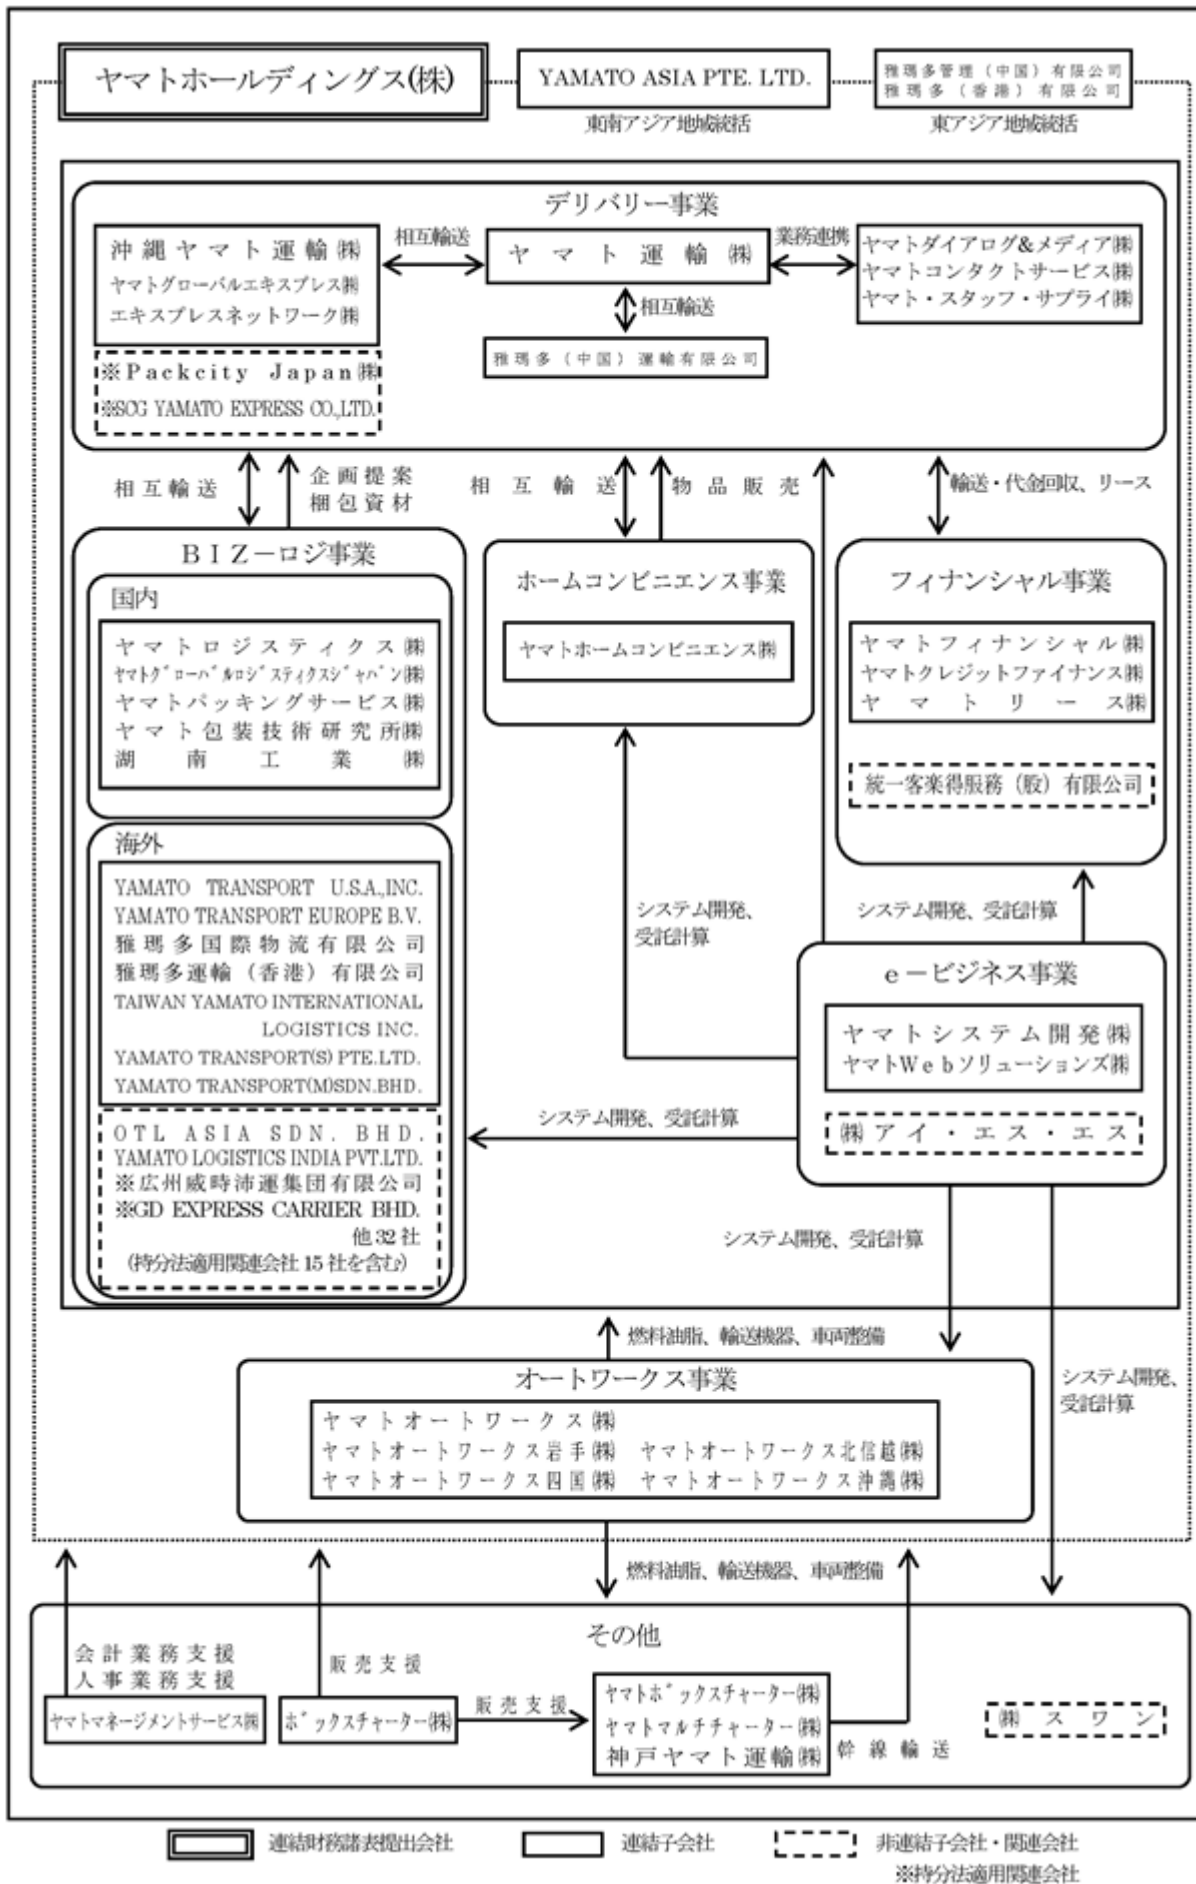 ヤマトホールディングス(株)
YAMATO ASIA PTE. LTD.
東南アジア地域統括
雅瑪多管理（中国）有限公司
雅瑪多（香港）有限公司
東アジア地域統括
デリバリー事業
沖縄ヤマト運輸㈱
ヤマトグローバルエキスプレス㈱
エキスプレスネットワーク㈱
※Packcity Japan㈱
※SCG YAMATO EXPRESS CO.,LTD.
相互輸送
ヤマト運輸㈱
相互輸送
雅瑪多（中国）運輸有限公司
業務連携
ヤマトダイアログ&メディア㈱
ヤマトコンタクトサービス㈱
ヤマト・スタッフ・サプライ㈱
相互輸送
企画提案
梱包資材
相互輸送
物品販売
輸送・代金回収、リース
ＢＩＺ－ロジ事業
国内
ヤマトロジスティクス㈱
ヤマトグローバルロジスティクスジャパン㈱
ヤマトパッキングサービス㈱
ヤマト包装技術研究所㈱
湖南工業㈱
海外
YAMATO TRANSPORT U.S.A.,INC.
YAMATO TRANSPORT EUROPE B.V.
雅瑪多国際物流有限公司
雅瑪多運輸（香港）有限公司
TAIWAN YAMATO INTERNATIONAL
LOGISTICS INC.
YAMATO TRANSPORT(S) PTE.LTD.
YAMATO TRANSPORT(M)SDN.BHD.
OTL ASIA SDN. BHD.
YAMATO LOGISTICS INDIA PVT.LTD.
※広州威時沛運集団有限公司
※GD EXPRESS CARRIER BHD.
他32社
(持分法適用関連会社15社を含む)
ホームコンビニエンス事業
ヤマトホームコンビニエンス㈱
フィナンシャル事業
ヤマトフィナンシャル㈱
ヤマトクレジットファイナンス㈱
ヤマトリース㈱
統一客楽得服務（股）有限公司
システム開発、
受託計算
システム開発、受託計算
ｅ－ビジネス事業
ヤマトシステム開発㈱
ヤマトＷｅｂソリューションズ㈱
㈱アイ・エス・エス
システム開発、受託計算
システム開発、受託計算
燃料油脂、輸送機器、車両整備
オートワークス事業
ヤマトオートワークス㈱
ヤマトオートワークス岩手㈱ ヤマトオートワークス北信越㈱
ヤマトオートワークス四国㈱ ヤマトオートワークス沖縄㈱
システム開発、
受託計算
燃料油脂、輸送機器、車両整備
その他
会計業務支援
人事業務支援
ヤマトマネージメントサービス㈱
販売支援
ボックスチャーター㈱
販売支援
ヤマトボックスチャーター㈱
ヤマトマルチチャーター㈱
神戸ヤマト運輸㈱
幹線輸送
㈱スワン
連結財務諸表提出会社
連結子会社
非連結子会社・関連会社
※持分法適用関連会社